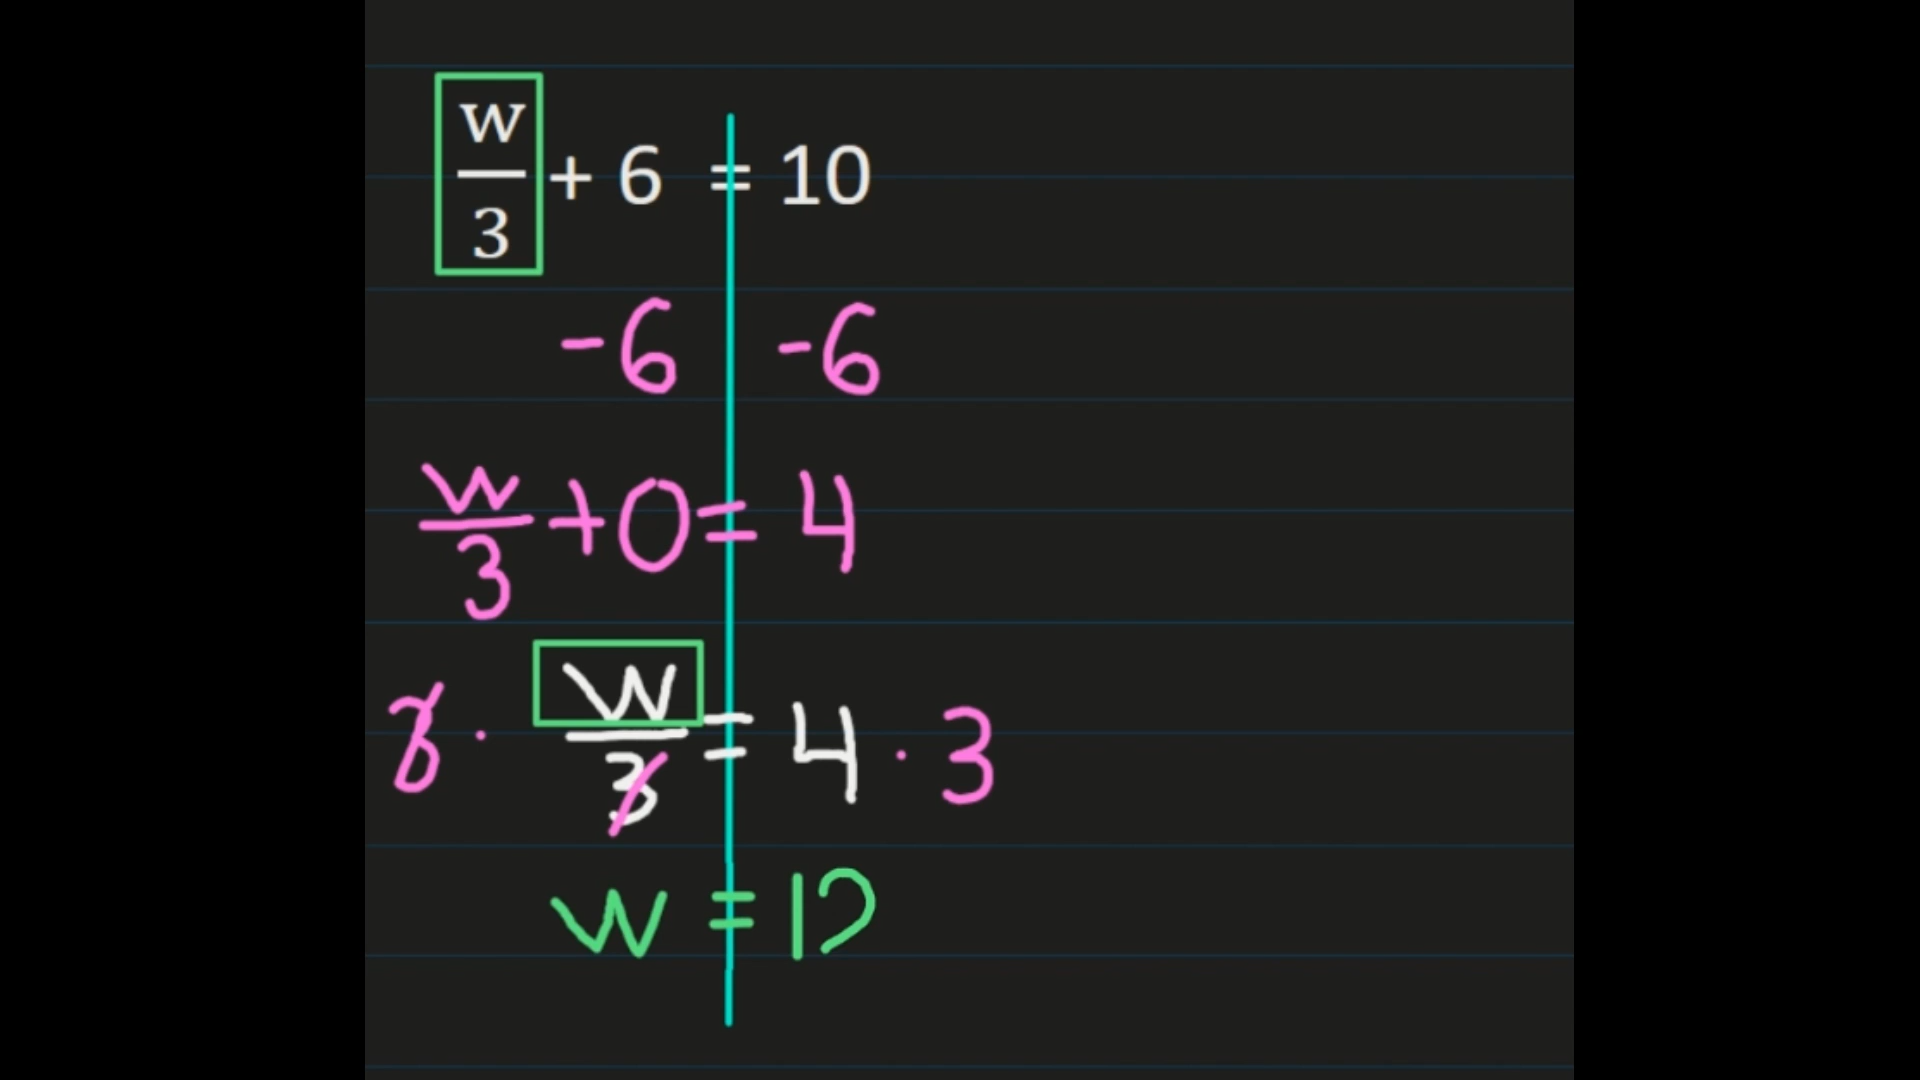 w/3 + 6 = 10
-6 -6
w/3 + 0 = 4
3 · w/3 = 4 · 3
w = 12